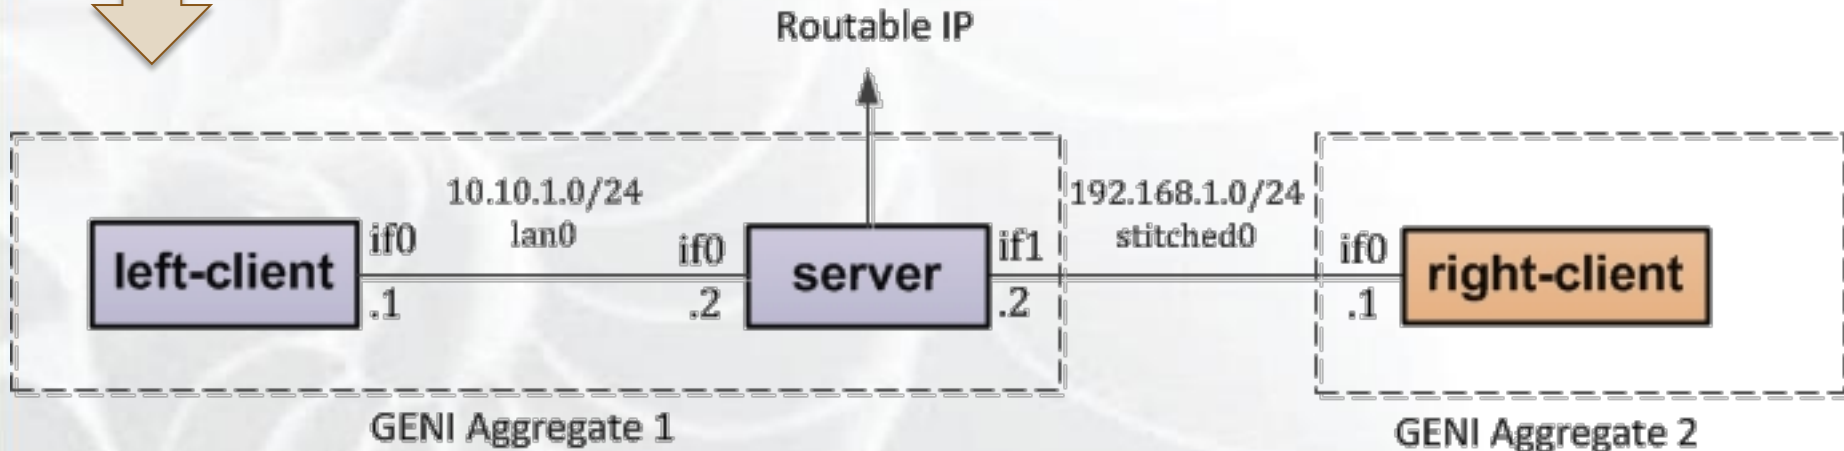 Routable IP
10.10.1.0/24
lan0
192.168.1.0/24
stitched0
left-client
if0
.1
if0
.2
server
if1
.2
if0
.1
right-client
GENI Aggregate 1
GENI Aggregate 2